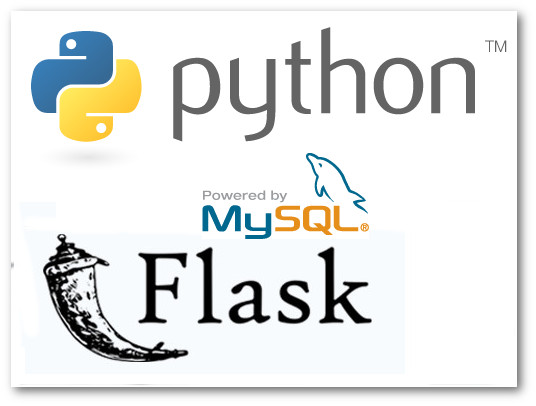 python™
Powered by
MySQL®
Flask